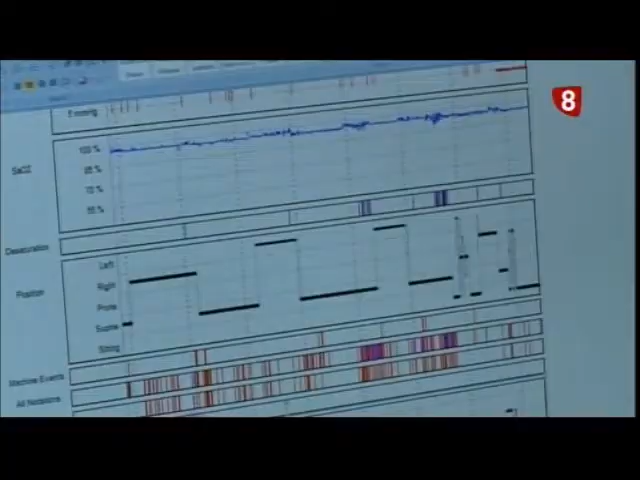 8
SaO2
100 %
85 %
70 %
55 %
Desaturation
Position
Left
Right
Prone
Supine
Sitting
Machine Events
All Notations